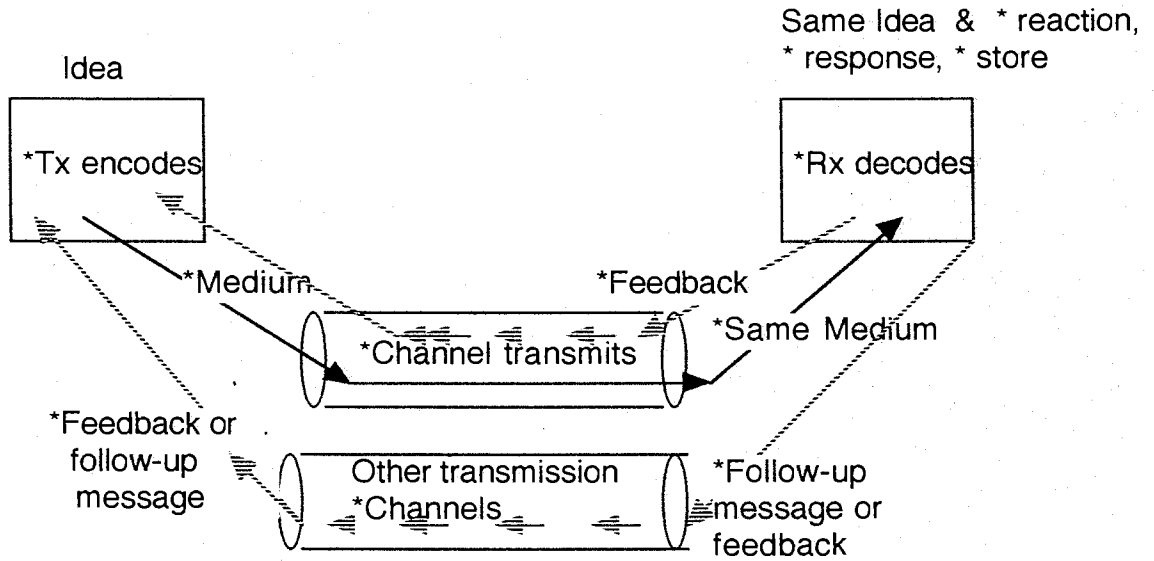 Same Idea & * reaction,
* response, * store
Idea
*Tx encodes
*Rx decodes
*Medium
*Feedback
*Same Medium
*Channel transmits
*Feedback or
follow-up
message
Other transmission
*Channels
*Follow-up
message or
feedback